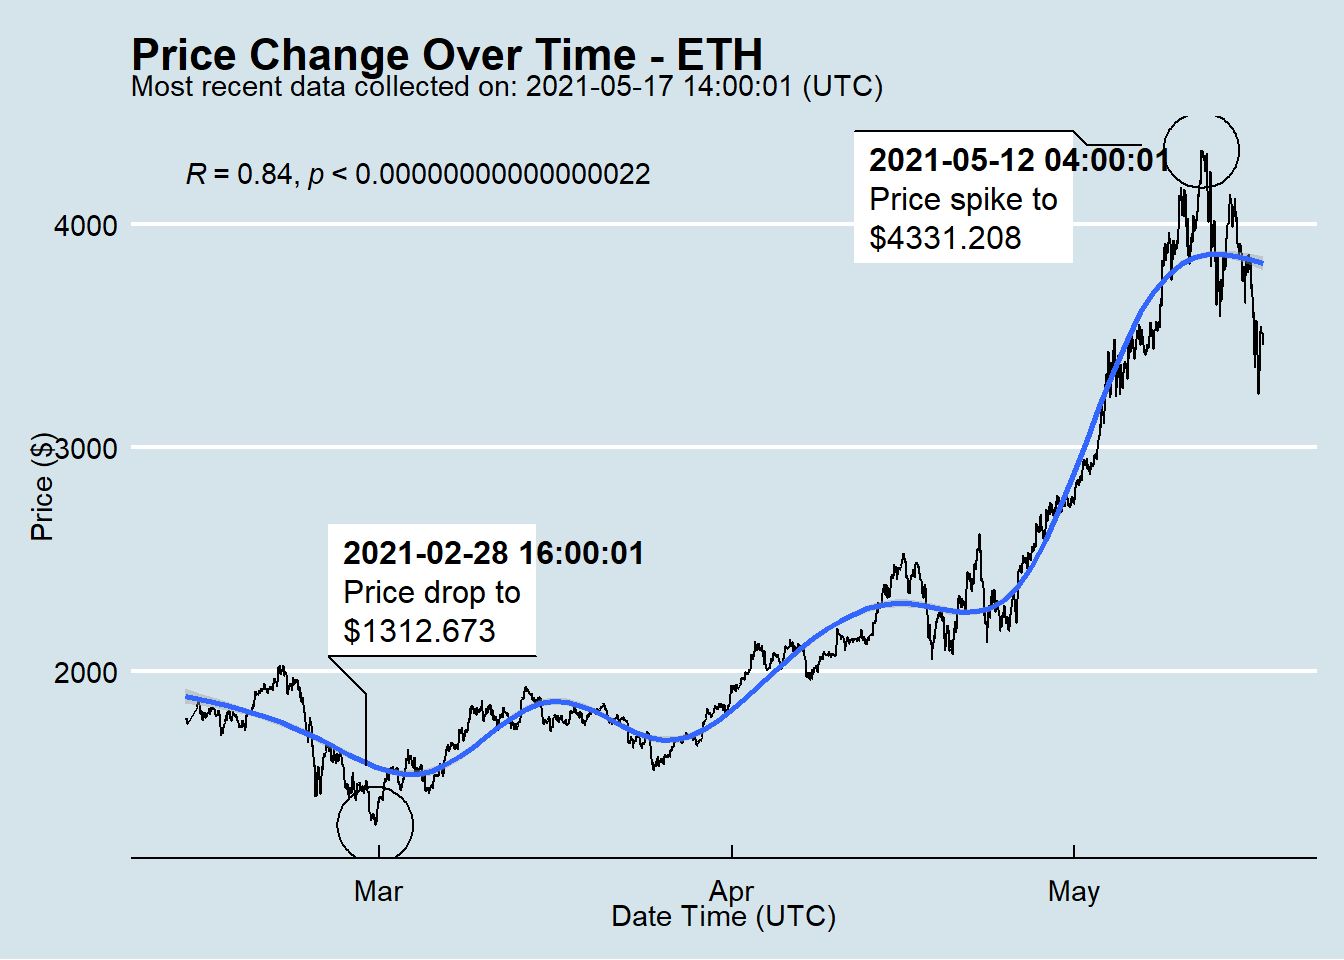 Price Change Over Time - ETH
Most recent data collected on: 2021-05-17 14:00:01 (UTC)
R = 0.84, p < 0.00000000000000022
2021-05-12 04:00:01
Price spike to
$4331.208
4000
3000
Price ($)
2021-02-28 16:00:01
Price drop to
$1312.673
2000
Mar Apr May
Date Time (UTC)